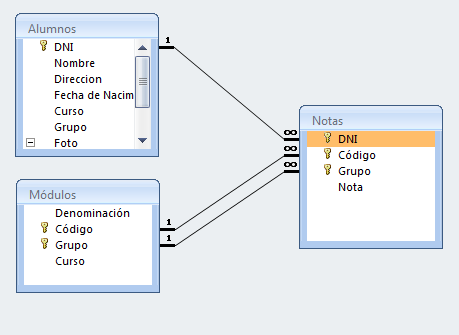 Alumnos
DNI
Nombre
Direccion
Fecha de Nacim
Curso
Grupo
Foto
1
Módulos
Denominación
Código
Grupo
Curso
1
1
Notas
DNI
Código
Grupo
Nota
∞
∞
∞